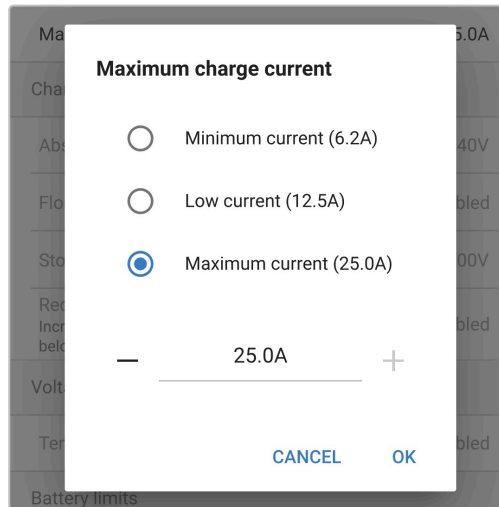 Maximum charge current
Minimum current (6.2A)
Low current (12.5A)
Maximum current (25.0A)
25.0A
CANCEL OK
Battery limits